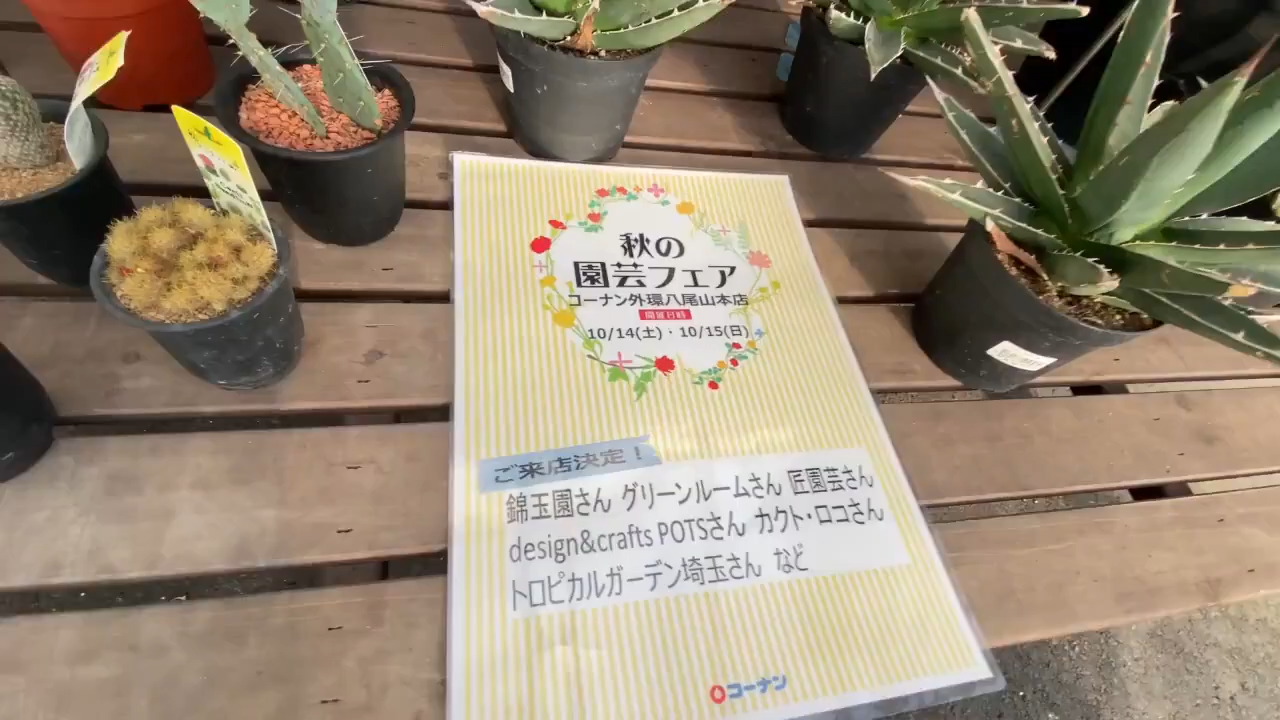 秋の
園芸フェア
コーナン外環八尾山本店
開催日時
10/14(土)・10/15(日)
ご来店決定！
錦玉園さん グリーンルームさん 匠園芸さん
design&crafts POTSさん カクト・ロコさん
トロピカルガーデン埼玉さん など
コーナン